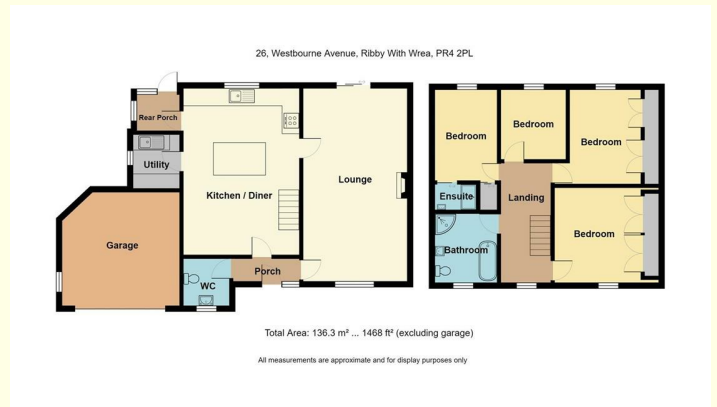 26, Westbourne Avenue, Ribby With Wrea, PR4 2PL
Rear Porch
Utility
Kitchen / Diner
Lounge
Garage
Porch
WC
Bedroom
Bedroom
Bedroom
Ensuite
Landing
Bedroom
Bathroom
Total Area: 136.3 m² ... 1468 ft² (excluding garage)
All measurements are approximate and for display purposes only